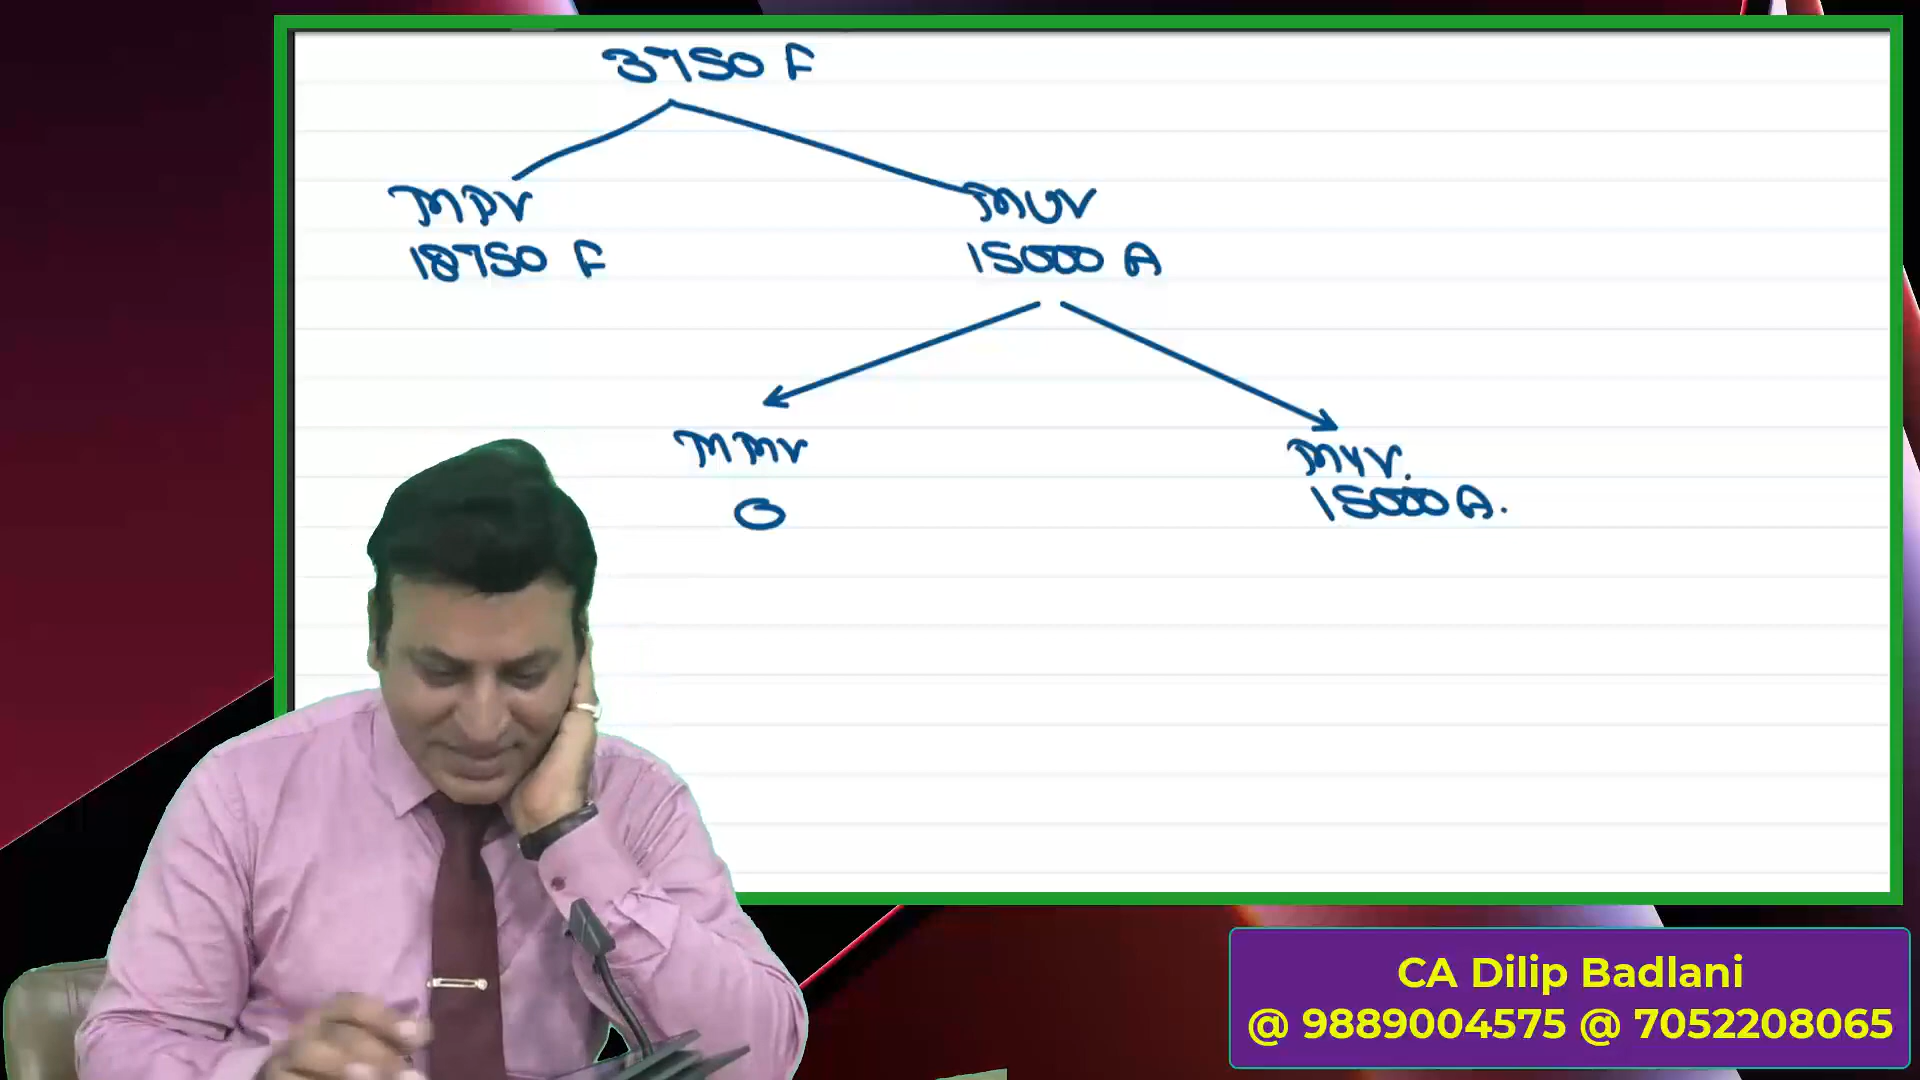 3750 F
MPV MUV
18750 F 15000 A
MMV MYV.
0 15000 A.
CA Dilip Badlani
@ 9889004575 @ 7052208065